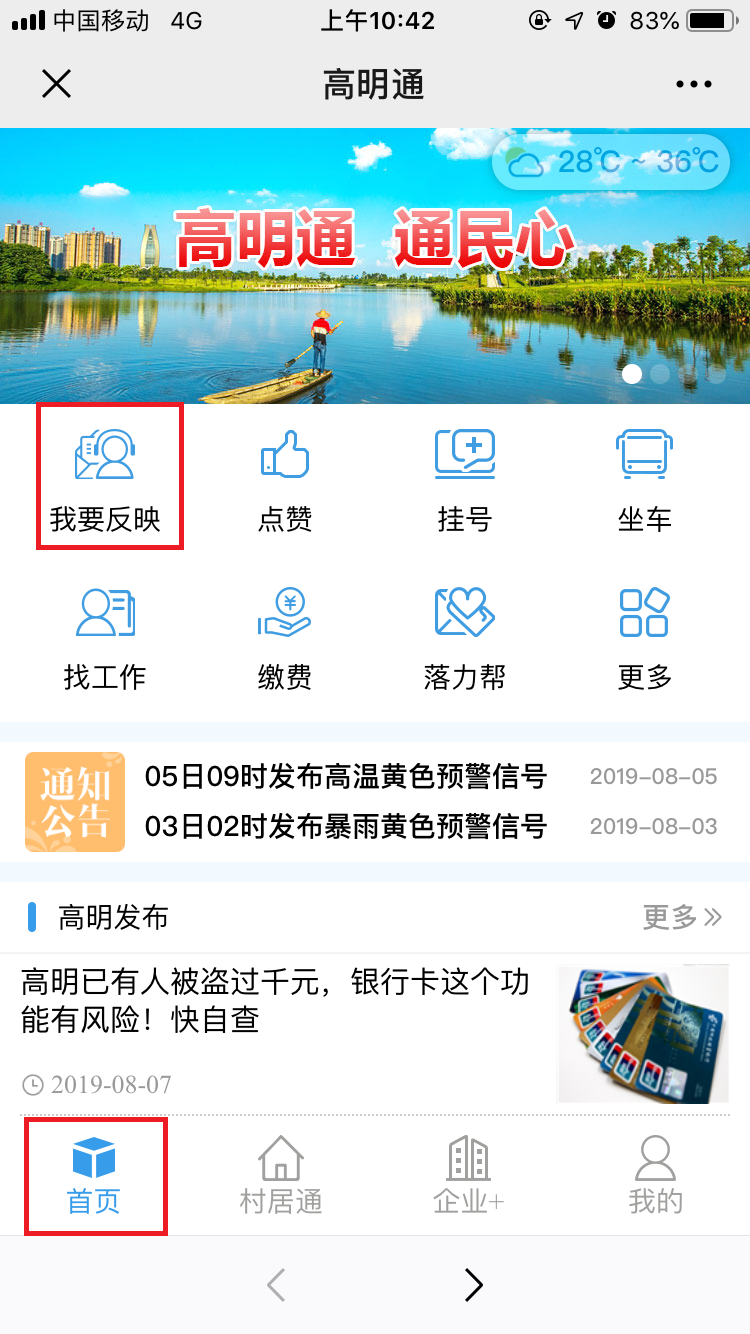 中国移动 4G 上午10:42 83%
高明通
28℃ ~ 36℃
高明通 通民心
我要反映 点赞 挂号 坐车
找工作 缴费 落力帮 更多
通知公告
05日09时发布高温黄色预警信号 2019-08-05
03日02时发布暴雨黄色预警信号 2019-08-03
高明发布 更多
高明已有人被盗过千元，银行卡这个功
能有风险！快自查
2019-08-07
首页 村居通 企业+ 我的